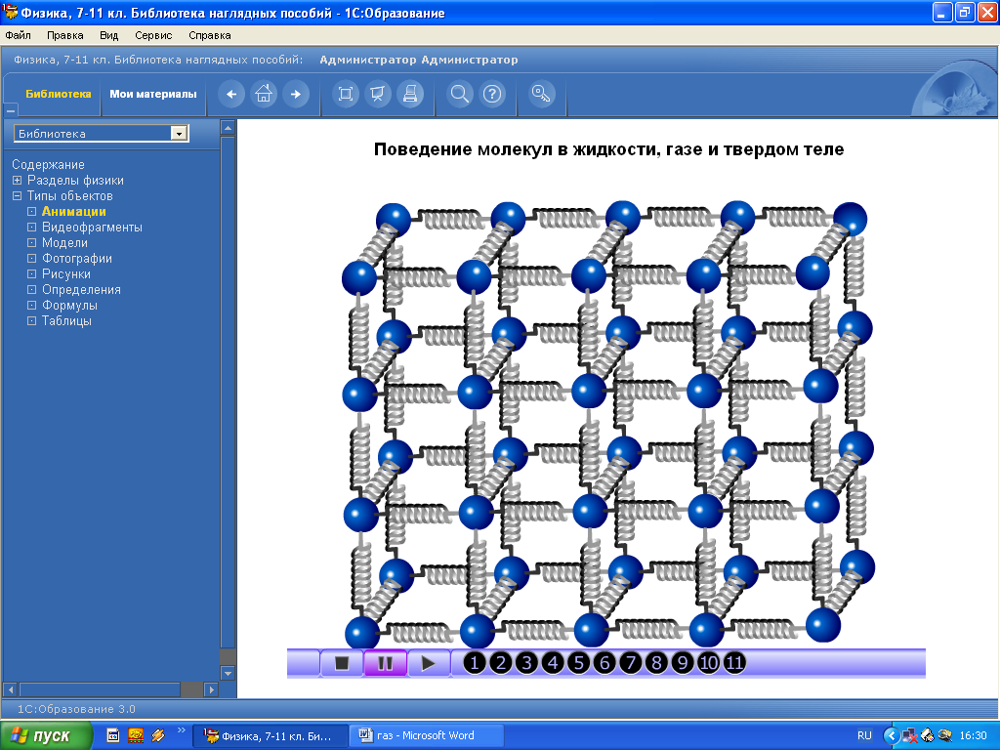 Физика, 7-11 кл. Библиотека наглядных пособий - 1С:Образование
Файл Правка Вид Сервис Справка
Физика, 7-11 кл. Библиотека наглядных пособий: Администратор Администратор
Библиотека Мои материалы
Библиотека
Содержание
Разделы физики
Типы объектов
Анимации
Видеофрагменты
Модели
Фотографии
Рисунки
Определения
Формулы
Таблицы
Поведение молекул в жидкости, газе и твердом теле
1 2 3 4 5 6 7 8 9 10 11
1С:Образование 3.0
пуск Физика, 7-11 кл. Би... газ - Microsoft Word RU 16:30